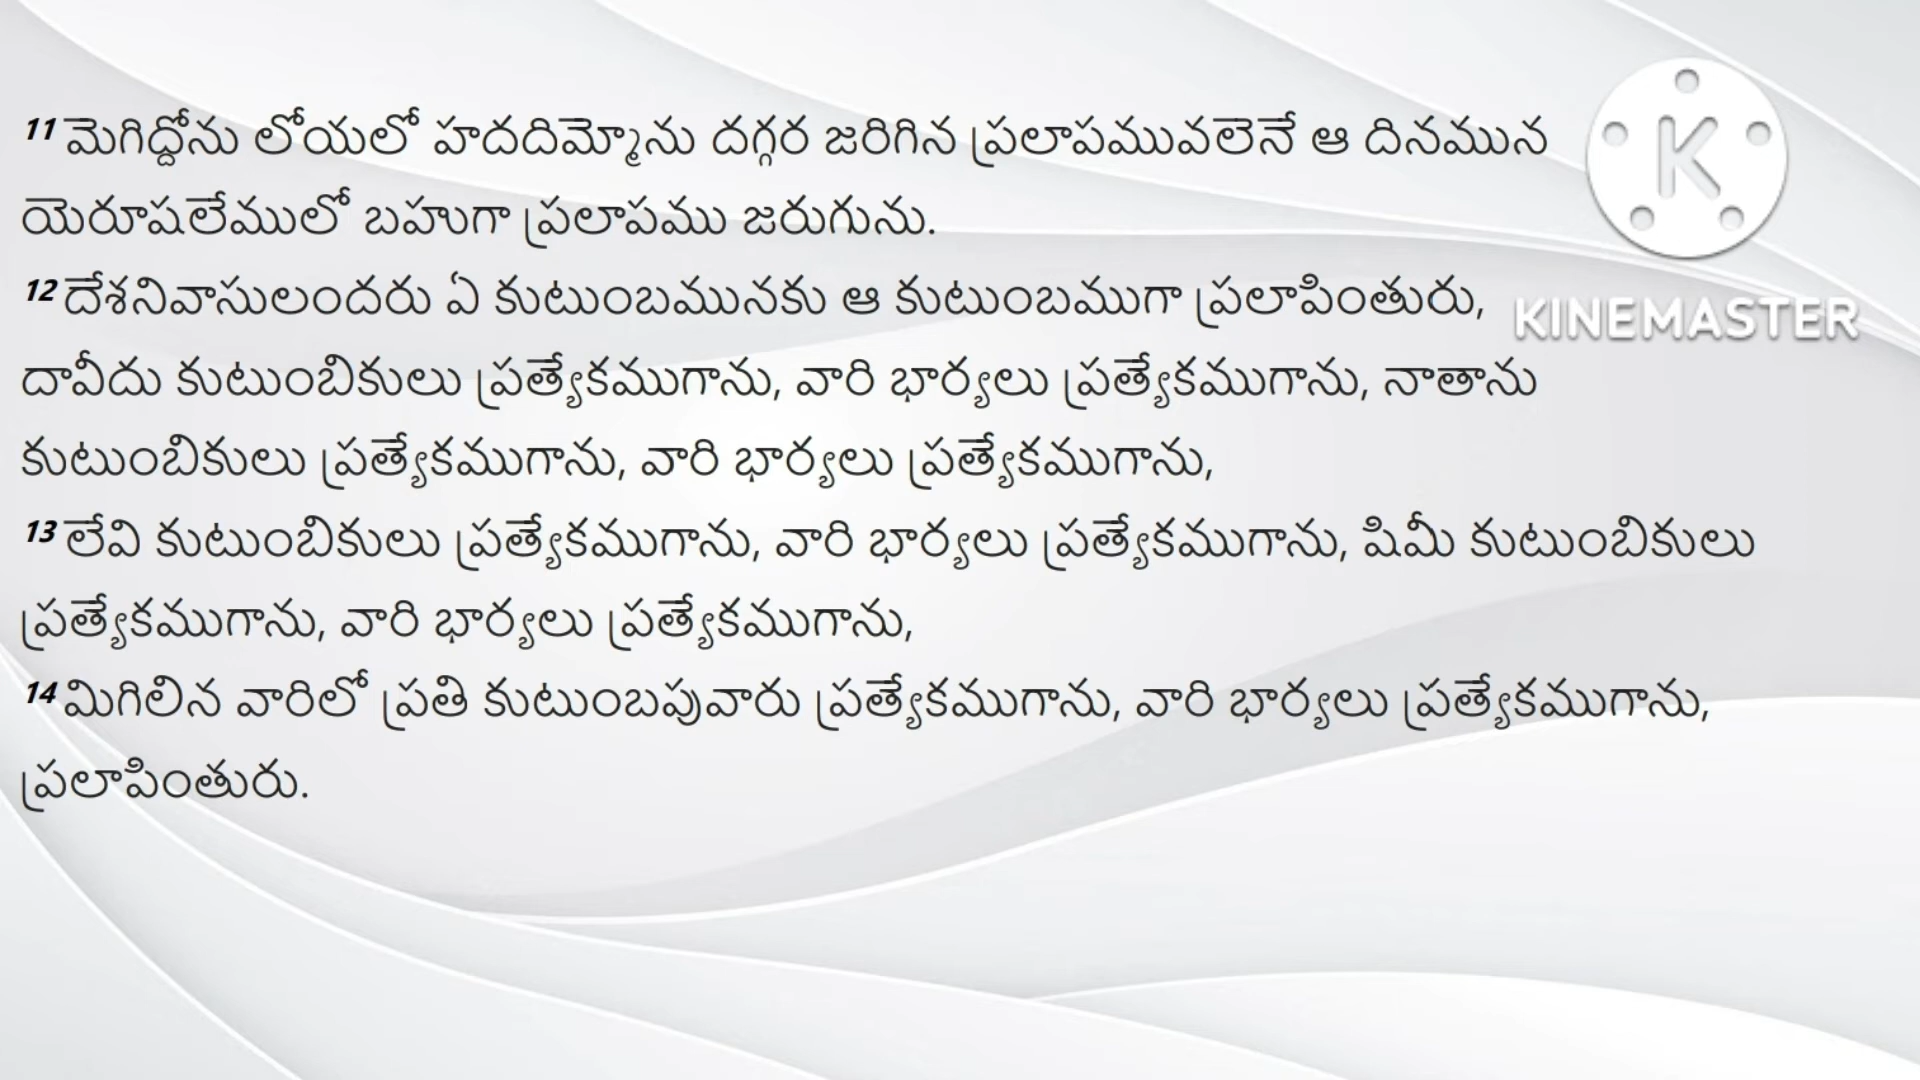 11 మెగిద్దోను లోయలో హదదిమ్మోను దగ్గర జరిగిన ప్రలాపమువలెనే ఆ దినమున
యెరూషలేములో బహుగా ప్రలాపము జరుగును.
12 దేశనివాసులందరు ఏ కుటుంబమునకు ఆ కుటుంబముగా ప్రలాపింతురు,
దావీదు కుటుంబికులు ప్రత్యేకముగాను, వారి భార్యలు ప్రత్యేకముగాను, నాతాను
కుటుంబికులు ప్రత్యేకముగాను, వారి భార్యలు ప్రత్యేకముగాను,
13 లేవి కుటుంబికులు ప్రత్యేకముగాను, వారి భార్యలు ప్రత్యేకముగాను, షిమీ కుటుంబికులు
ప్రత్యేకముగాను, వారి భార్యలు ప్రత్యేకముగాను,
14 మిగిలిన వారిలో ప్రతి కుటుంబపువారు ప్రత్యేకముగాను, వారి భార్యలు ప్రత్యేకముగాను,
ప్రలాపింతురు.
K
KINEMASTER